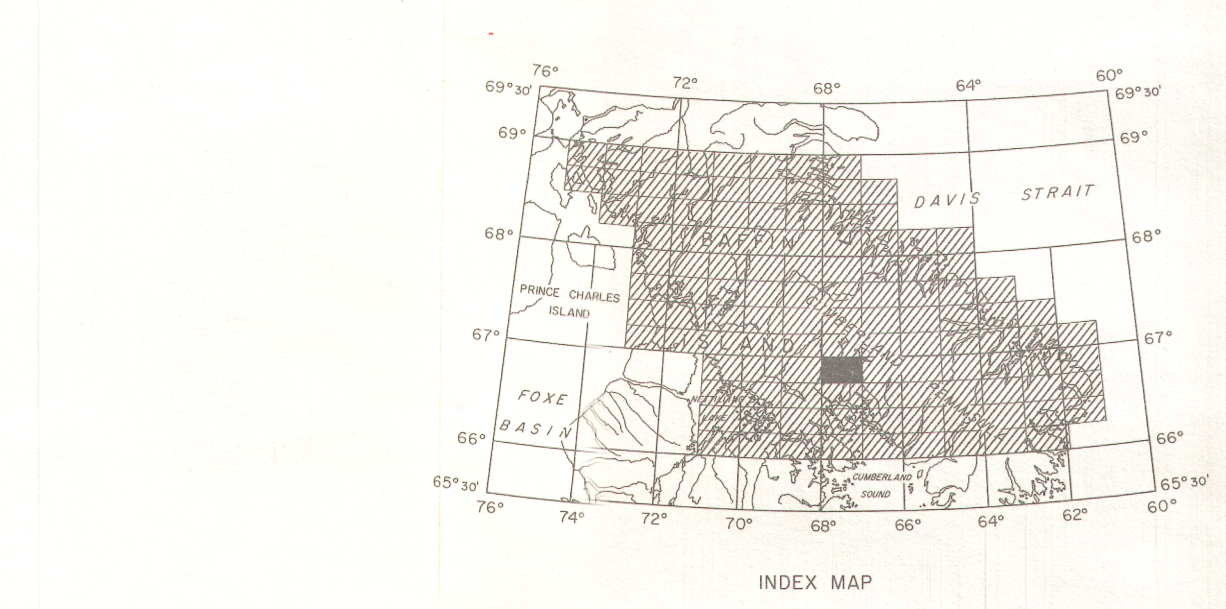 76°
72°
68°
64°
60°
69°30'
69°30'
69°
69°
DAVIS STRAIT
68°
68°
BAFFIN
PRINCE CHARLES
ISLAND
67°
67°
ISLAND
CUMBERLAND
PENINSULA
FOXE
BASIN
NETTILLING
LAKE
66°
66°
CUMBERLAND
SOUND
65°30'
65°30'
76°
74°
72°
70°
68°
66°
64°
62°
60°
INDEX MAP